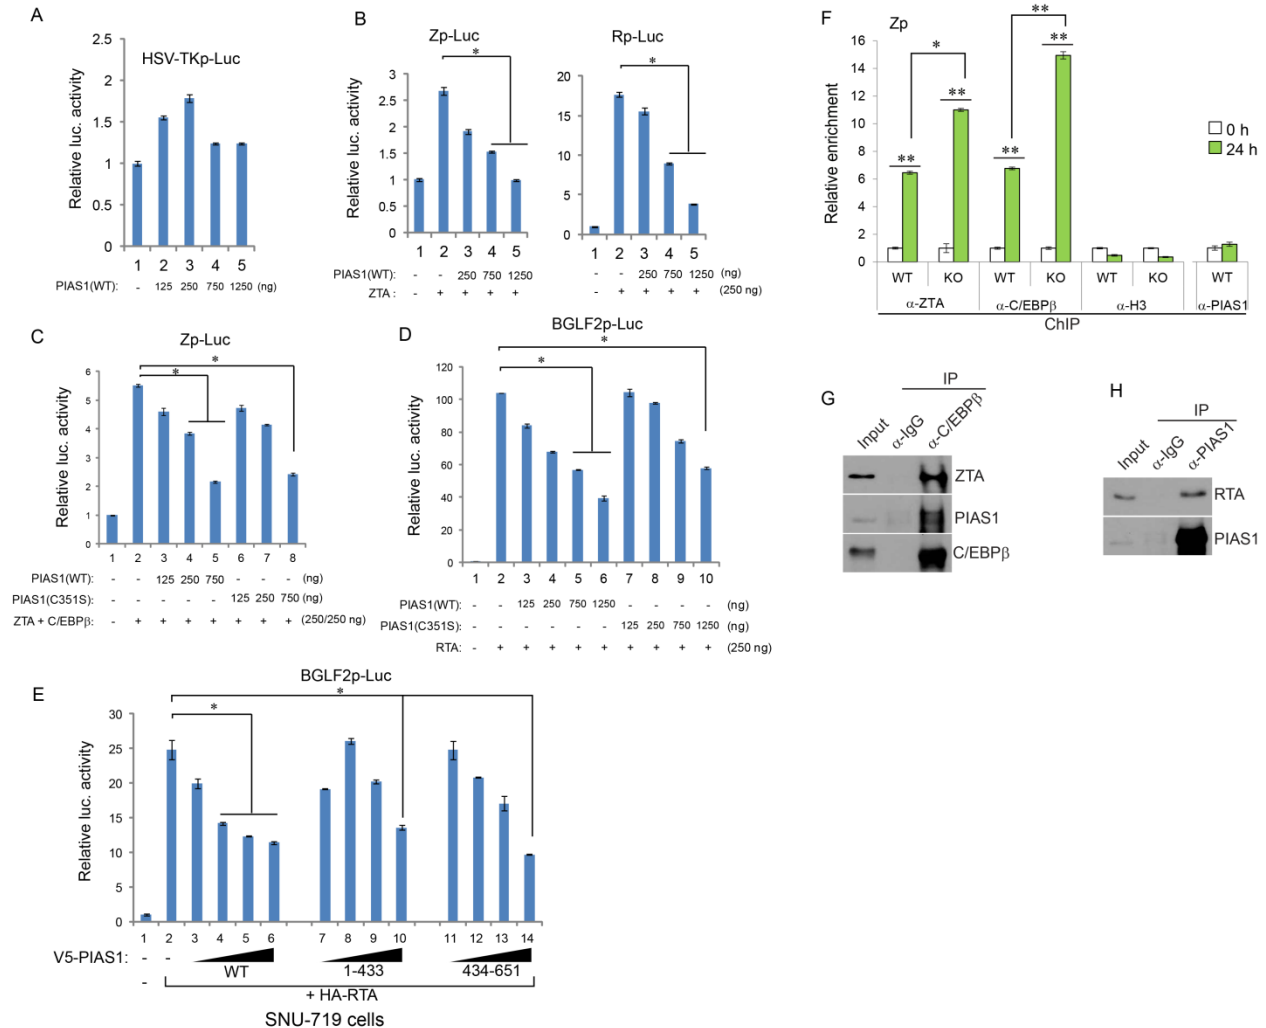 A
HSV-TKp-Luc
Relative luc. activity
2.5
2
1.5
1
0.5
0
1 2 3 4 5
PIAS1(WT): - 125 250 750 1250 (ng)
B
Zp-Luc
*
Relative luc. activity
3
2.5
2
1.5
1
0.5
0
1 2 3 4 5
PIAS1(WT): - - 250 750 1250
ZTA : - + + + +
Rp-Luc
*
20
15
10
5
0
1 2 3 4 5
- - 250 750 1250 (ng)
- + + + + (250 ng)
C
Zp-Luc
*
*
Relative luc. activity
6
5
4
3
2
1
0
1 2 3 4 5 6 7 8
PIAS1(WT): - - 125 250 750 - - - (ng)
PIAS1(C351S): - - - - - 125 250 750 (ng)
ZTA + C/EBPβ: - + + + + + + + (250/250 ng)
D
BGLF2p-Luc
*
*
Relative luc. activity
120
100
80
60
40
20
0
1 2 3 4 5 6 7 8 9 10
PIAS1(WT): - - 125 250 750 1250 - - - - (ng)
PIAS1(C351S): - - - - - - 125 250 750 1250 (ng)
RTA: - + + + + + + + + + (250 ng)
E
BGLF2p-Luc
*
*
Relative luc. activity
30
25
20
15
10
5
0
1 2 3 4 5 6 7 8 9 10 11 12 13 14
V5-PIAS1: - -
WT 1-433 434-651
-
+ HA-RTA
SNU-719 cells
F
Zp
**
*
**
**
**
**
Relative enrichment
16
14
12
10
8
6
4
2
0
0 h
24 h
WT KO WT KO WT KO WT
α-ZTA α-C/EBPβ α-H3 α-PIAS1
ChIP
G
IP
Input α-IgG α-C/EBPβ
ZTA
PIAS1
C/EBPβ
H
IP
Input α-IgG α-PIAS1
RTA
PIAS1